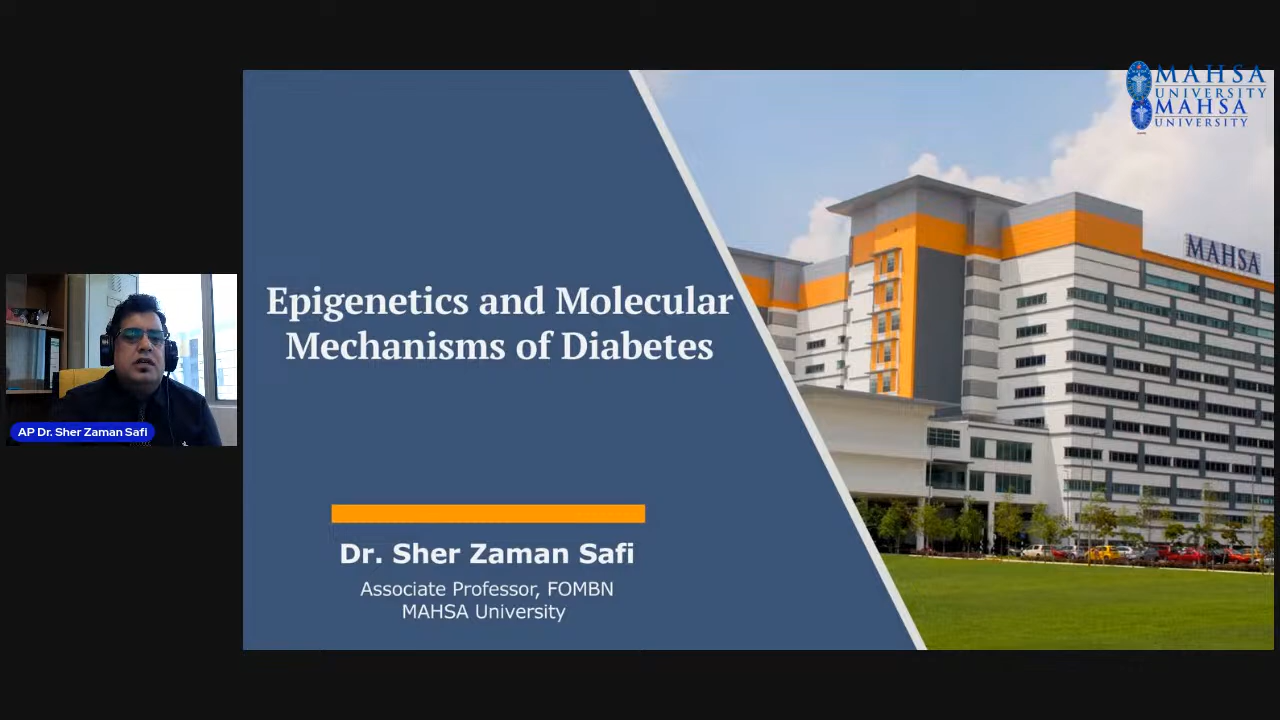 MAHSA
UNIVERSITY
MAHSA
UNIVERSITY
MAHSA
Epigenetics and Molecular
Mechanisms of Diabetes
AP Dr. Sher Zaman Safi
Dr. Sher Zaman Safi
Associate Professor, FOMBN
MAHSA University